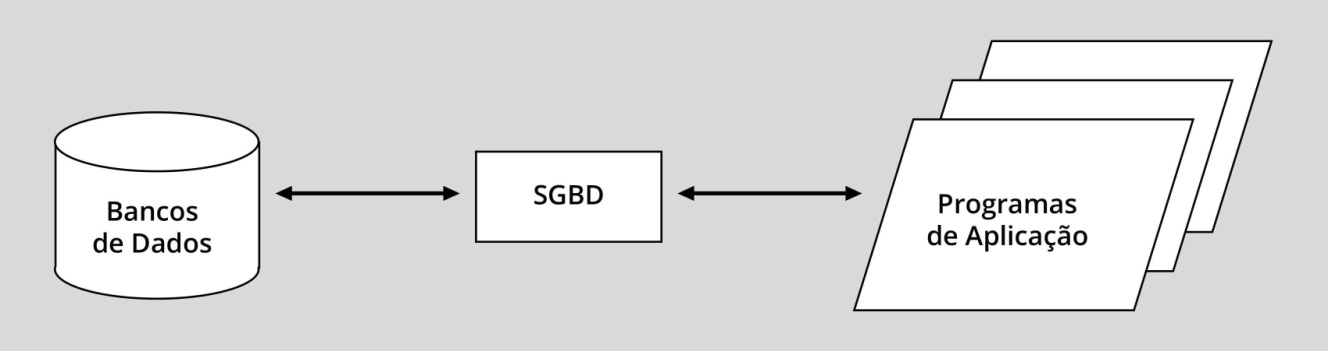 Bancos
de Dados
SGBD
Programas
de Aplicação